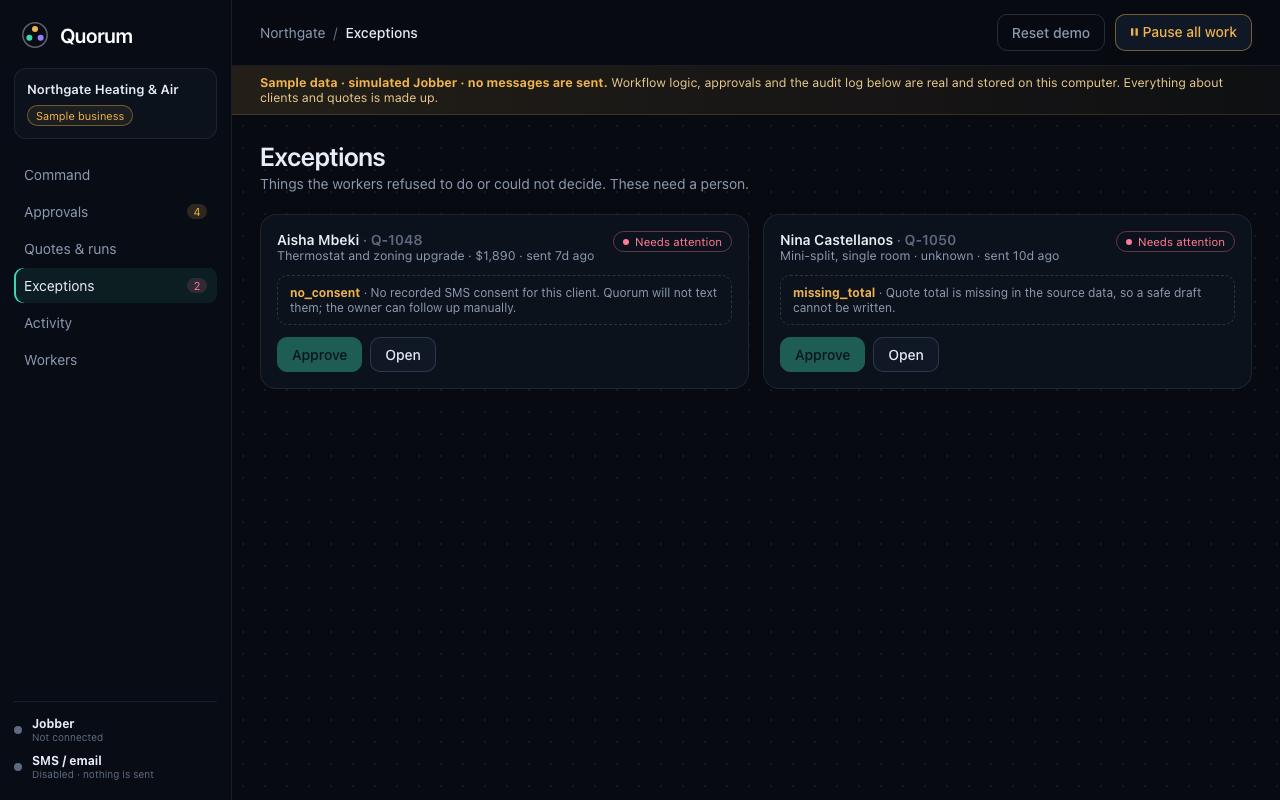 Quorum
Northgate Heating & Air
Sample business
Command
Approvals 4
Quotes & runs
Exceptions 2
Activity
Workers
Jobber
Not connected
SMS / email
Disabled · nothing is sent
Northgate / Exceptions
Reset demo
Pause all work
Sample data · simulated Jobber · no messages are sent. Workflow logic, approvals and the audit log below are real and stored on this computer. Everything about
clients and quotes is made up.
Exceptions
Things the workers refused to do or could not decide. These need a person.
Aisha Mbeki · Q-1048
Needs attention
Thermostat and zoning upgrade · $1,890 · sent 7d ago
no_consent · No recorded SMS consent for this client. Quorum will not text
them; the owner can follow up manually.
Approve
Open
Nina Castellanos · Q-1050
Needs attention
Mini-split, single room · unknown · sent 10d ago
missing_total · Quote total is missing in the source data, so a safe draft
cannot be written.
Approve
Open